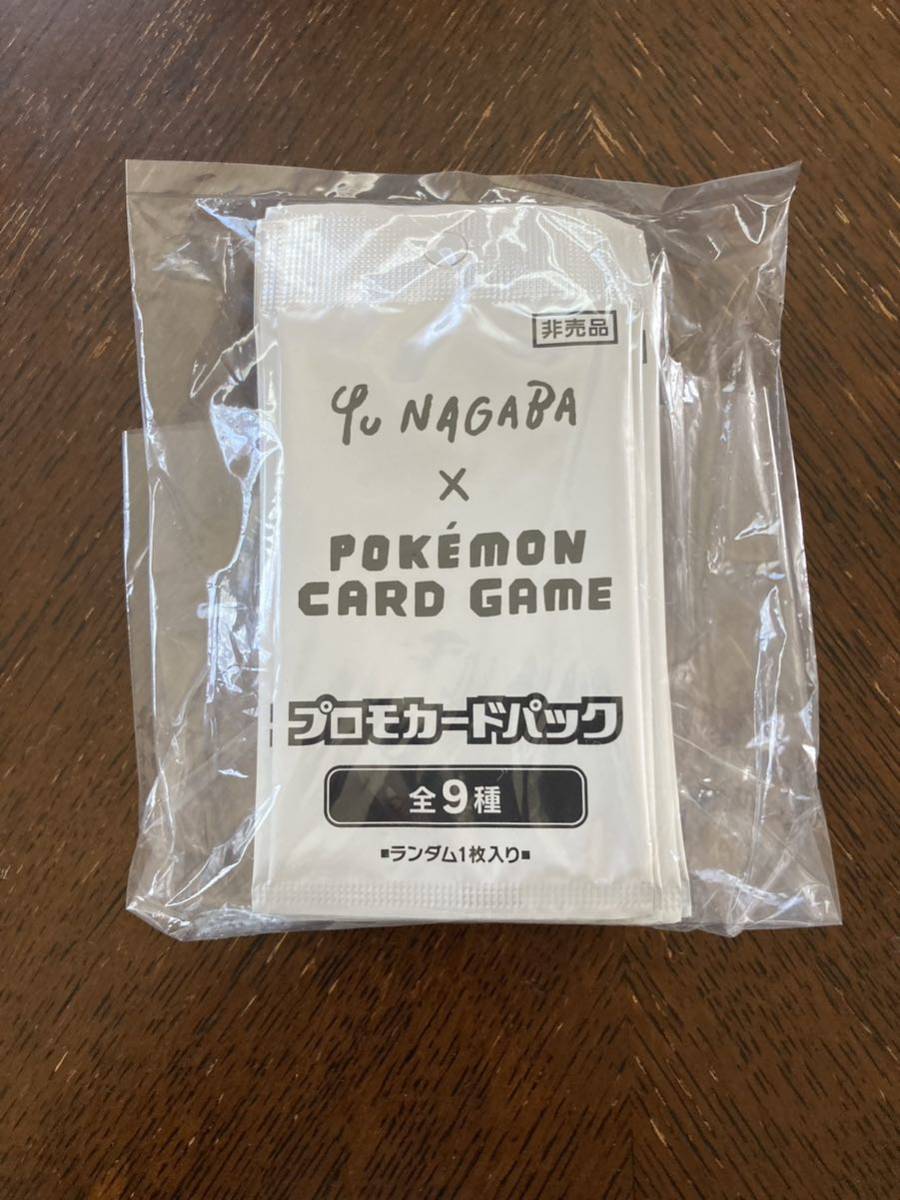 非売品
Yu NAGABA
×
POKÉMON
CARD GAME
プロモカードパック
全9種
■ランダム1枚入り■